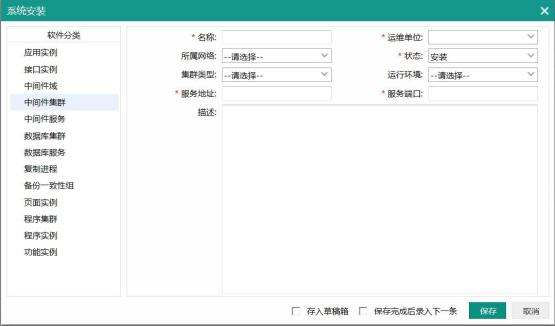 系统安装
软件分类
应用实例
接口实例
中间件域
中间件集群
中间件服务
数据库集群
数据库服务
复制进程
备份一致性组
页面实例
程序集群
程序实例
功能实例
* 名称:
* 运维单位:
所属网络: --请选择--
* 状态: 安装
集群类型: --请选择--
运行环境: --请选择--
* 服务地址:
* 服务端口:
描述:
存入草稿箱 保存完成后录入下一条 保存 取消